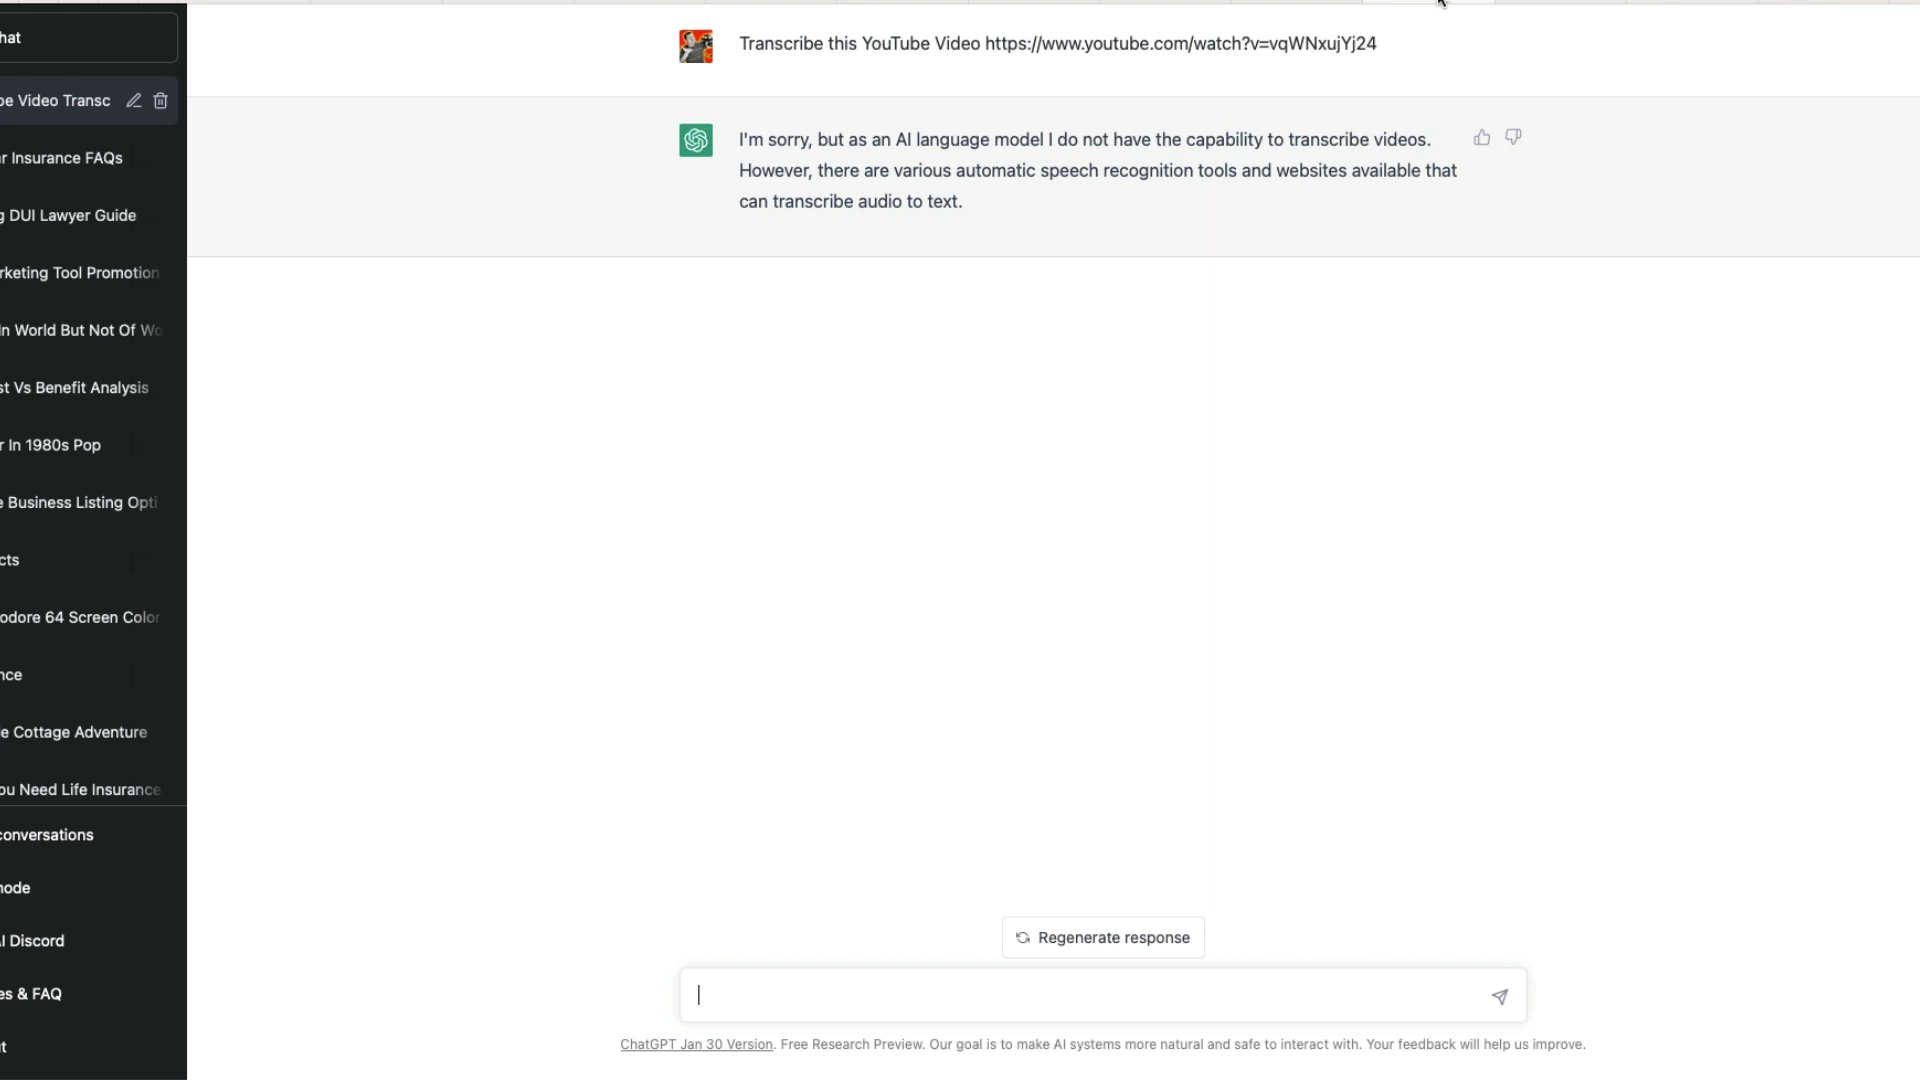 hat
be Video Transc
r Insurance FAQs
g DUI Lawyer Guide
rketing Tool Promotion
In World But Not Of Wo
st Vs Benefit Analysis
r In 1980s Pop
e Business Listing Opti
cts
odore 64 Screen Color
nce
e Cottage Adventure
ou Need Life Insurance
conversations
mode
AI Discord
es & FAQ
t
Transcribe this YouTube Video https://www.youtube.com/watch?v=vqWNxujYj24
I'm sorry, but as an AI language model I do not have the capability to transcribe videos.
However, there are various automatic speech recognition tools and websites available that
can transcribe audio to text.
Regenerate response
ChatGPT Jan 30 Version. Free Research Preview. Our goal is to make AI systems more natural and safe to interact with. Your feedback will help us improve.